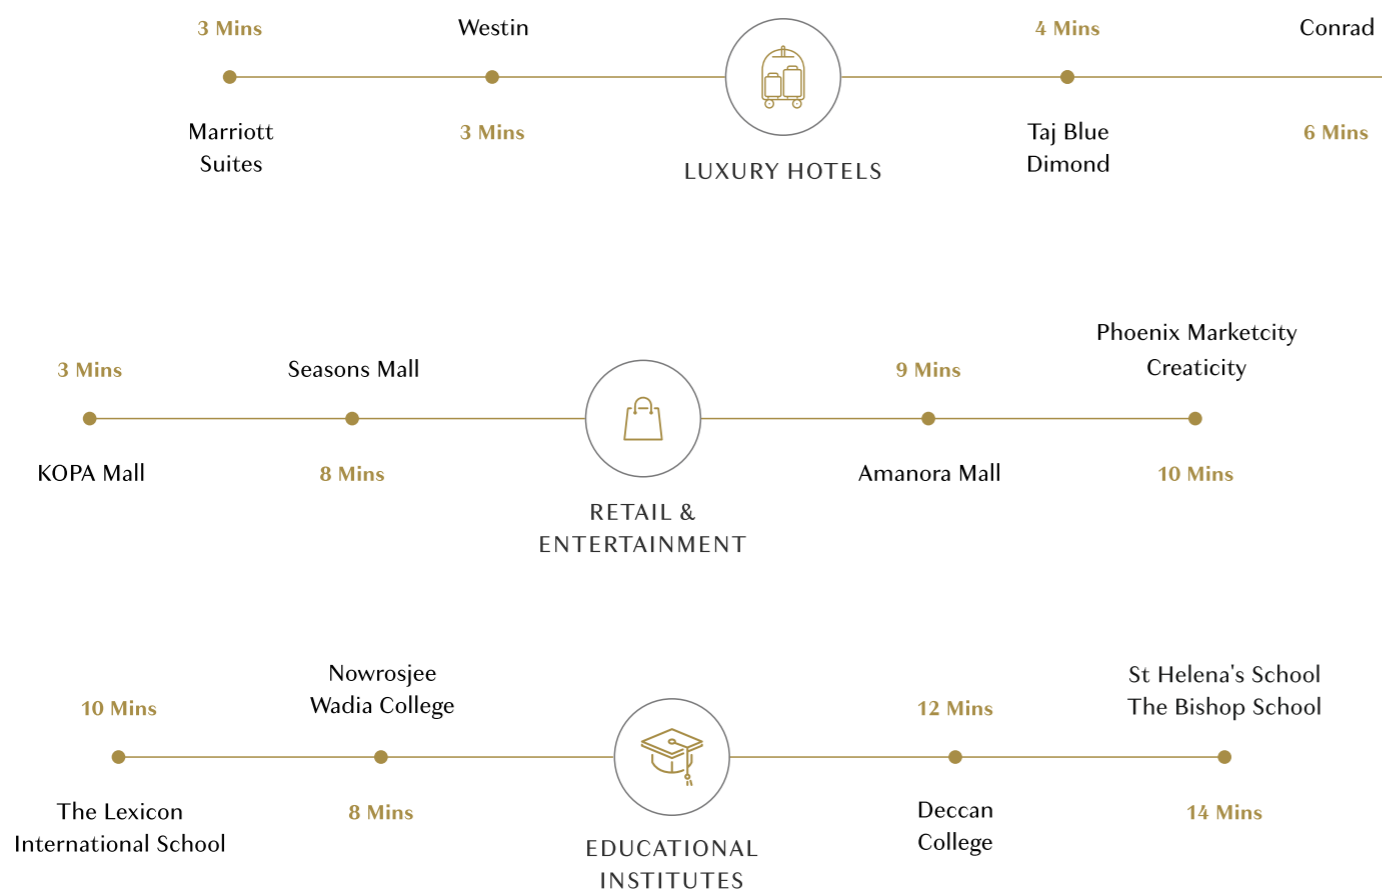 3 Mins
Westin
4 Mins
Conrad
Marriott
Suites
3 Mins
Taj Blue
Dimond
6 Mins
LUXURY HOTELS
Phoenix Marketcity
Creaticity
3 Mins
Seasons Mall
9 Mins
KOPA Mall
8 Mins
Amanora Mall
10 Mins
RETAIL &
ENTERTAINMENT
Nowrosjee
Wadia College
St Helena's School
The Bishop School
10 Mins
12 Mins
The Lexicon
International School
8 Mins
Deccan
College
14 Mins
EDUCATIONAL
INSTITUTES